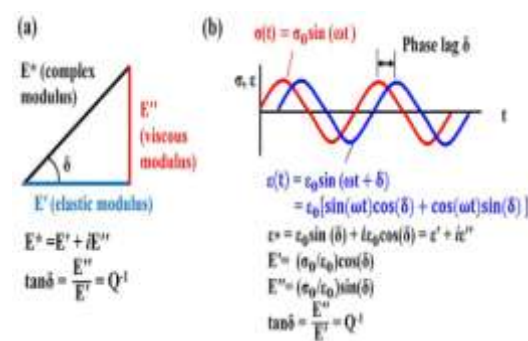 (a)
E* (complex
modulus)
E''
(viscous
modulus)
δ
E' (elastic modulus)
E* =E' + iE''
tanδ = E''/E' = Q⁻¹
(b)
σ(t) = σ₀sin (ωt)
Phase lag δ
σ, ε
t
ε(t) = ε₀sin (ωt + δ)
= ε₀[sin(ωt)cos(δ) + cos(ωt)sin(δ) ]
ε* = ε₀sin (δ) + iε₀cos(δ) = ε' + iε''
E'= (σ₀/ε₀)cos(δ)
E''= (σ₀/ε₀)sin(δ)
tanδ = E''/E' = Q⁻¹